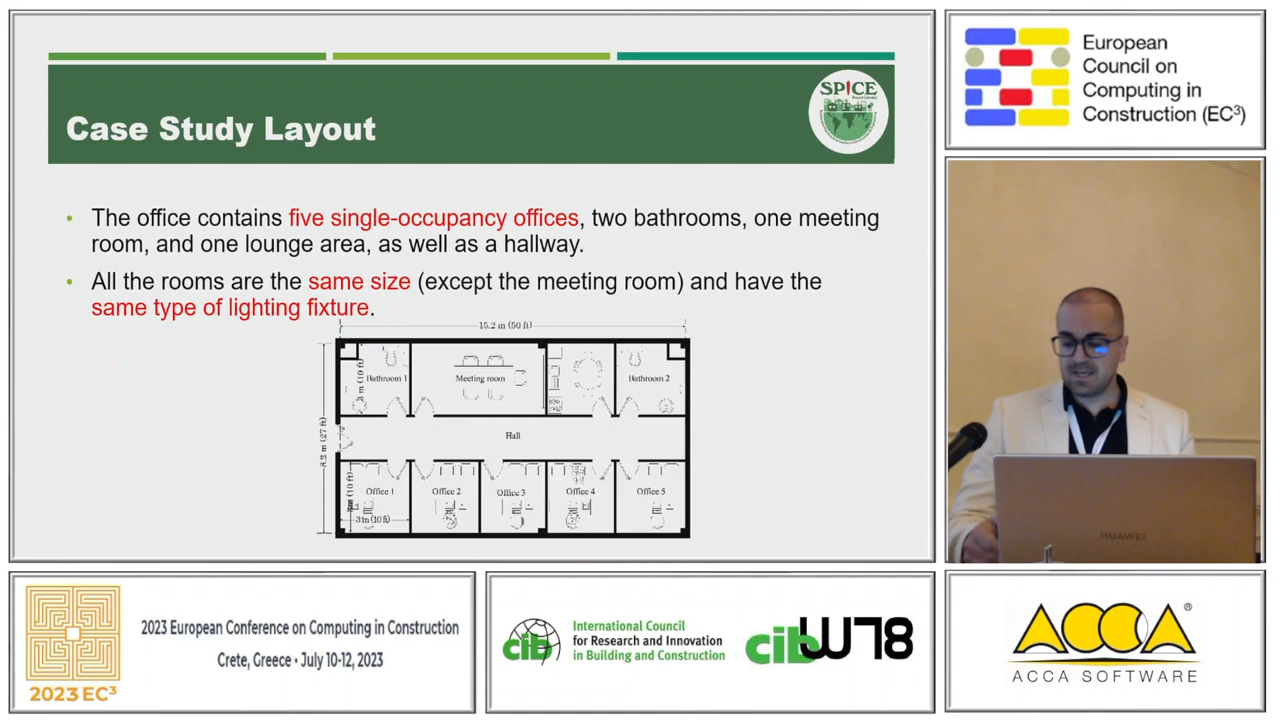 SPICE
Case Study Layout
• The office contains five single-occupancy offices, two bathrooms, one meeting
room, and one lounge area, as well as a hallway.
• All the rooms are the same size (except the meeting room) and have the
same type of lighting fixture.
15.2 m (50 ft)
8.2 m (27 ft)
3 m (10 ft)
Bathroom 1
Meeting room
Bathroom 2
Hall
Office 1
Office 2
Office 3
Office 4
Office 5
3 m (10 ft)
European
Council on
Computing in
Construction (EC³)
HUAWEI
2023 EC³
2023 European Conference on Computing in Construction
Crete, Greece • July 10-12, 2023
cib
International Council
for Research and Innovation
in Building and Construction
cib W78
ACCA ®
ACCA SOFTWARE